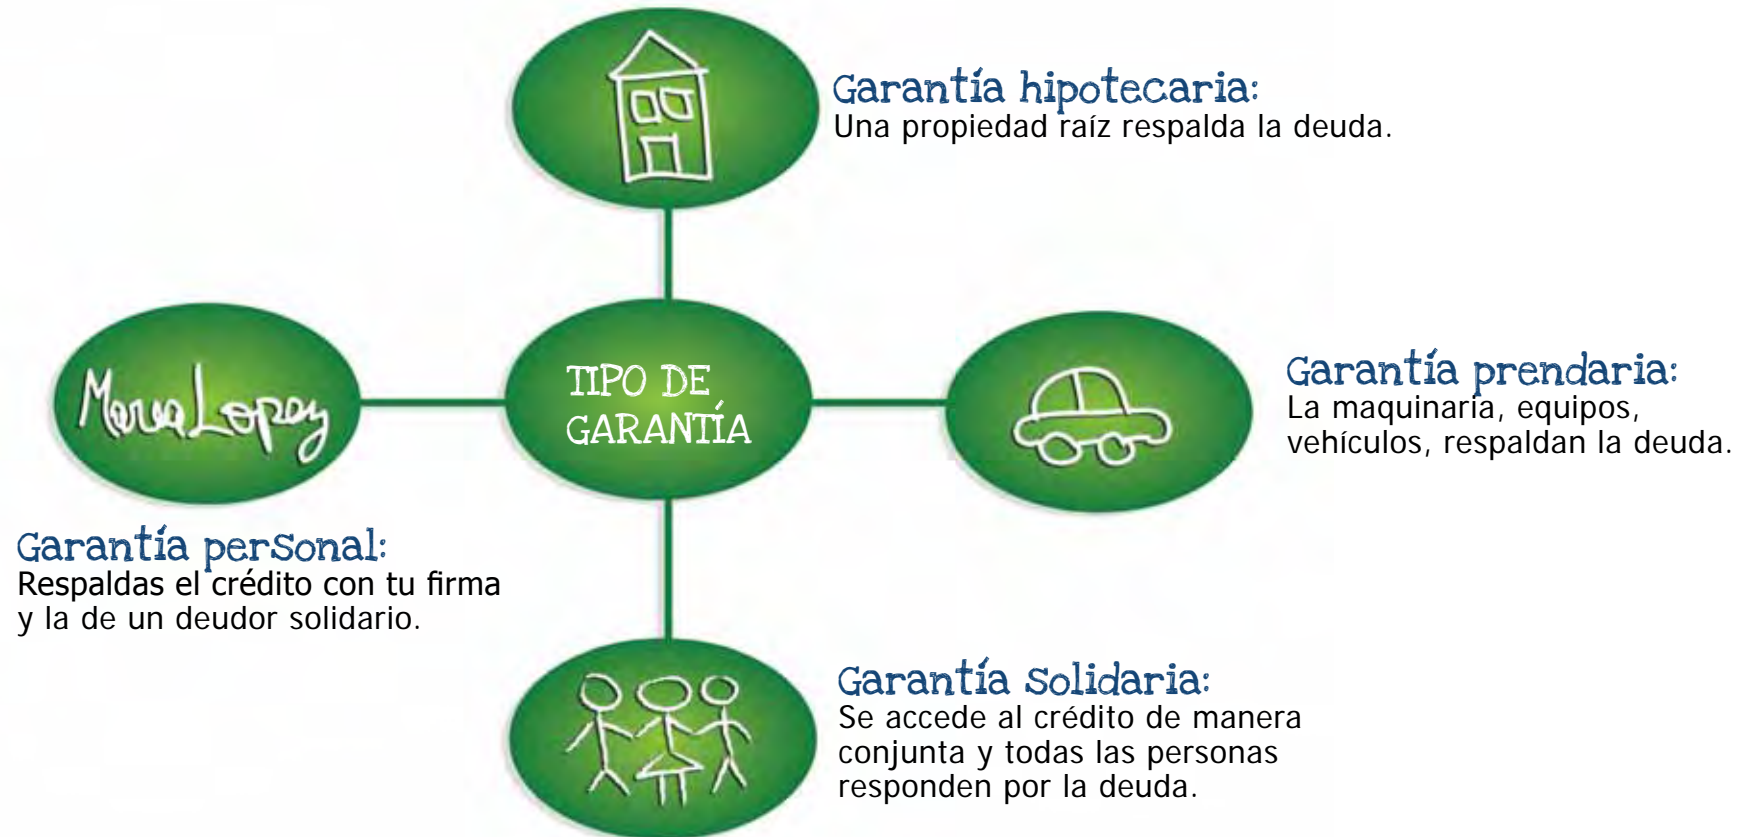 Garantía hipotecaria:
Una propiedad raíz respalda la deuda.
TIPO DE
GARANTÍA
Garantía prendaria:
La maquinaria, equipos,
vehículos, respaldan la deuda.
Garantía personal:
Respaldas el crédito con tu firma
y la de un deudor solidario.
Garantía solidaria:
Se accede al crédito de manera
conjunta y todas las personas
responden por la deuda.